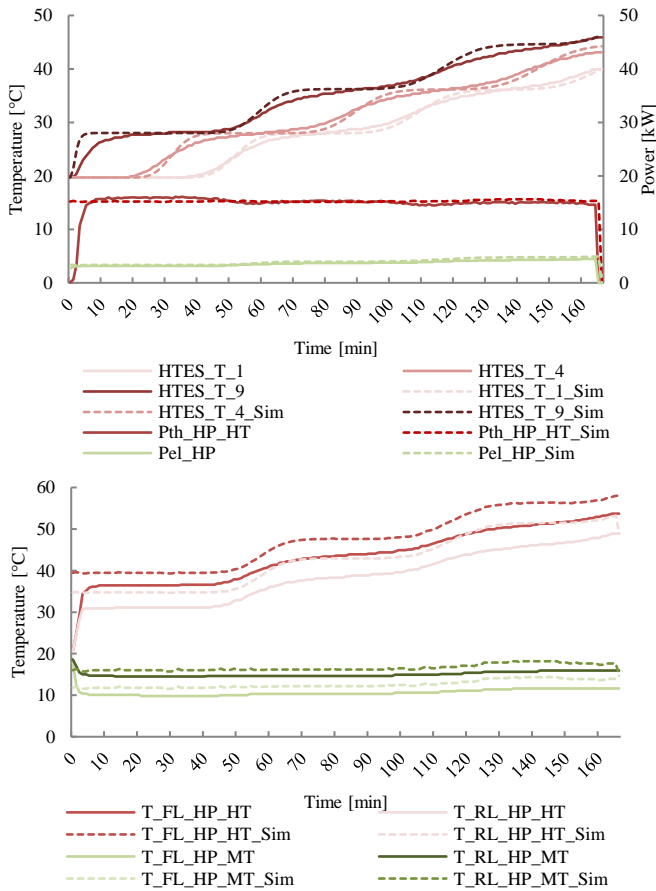 50 50
40 40
30 30
20 20
10 10
0 0
Temperature [°C]
Power [kW]
0 10 20 30 40 50 60 70 80 90 100 110 120 130 140 150 160
Time [min]
HTES_T_1 HTES_T_4
HTES_T_9 HTES_T_1_Sim
HTES_T_4_Sim HTES_T_9_Sim
Pth_HP_HT Pth_HP_HT_Sim
Pel_HP Pel_HP_Sim
60
50
40
30
20
10
0
Temperature [°C]
0 10 20 30 40 50 60 70 80 90 100 110 120 130 140 150 160
Time [min]
T_FL_HP_HT T_RL_HP_HT
T_FL_HP_HT_Sim T_RL_HP_HT_Sim
T_FL_HP_MT T_RL_HP_MT
T_FL_HP_MT_Sim T_RL_HP_MT_Sim